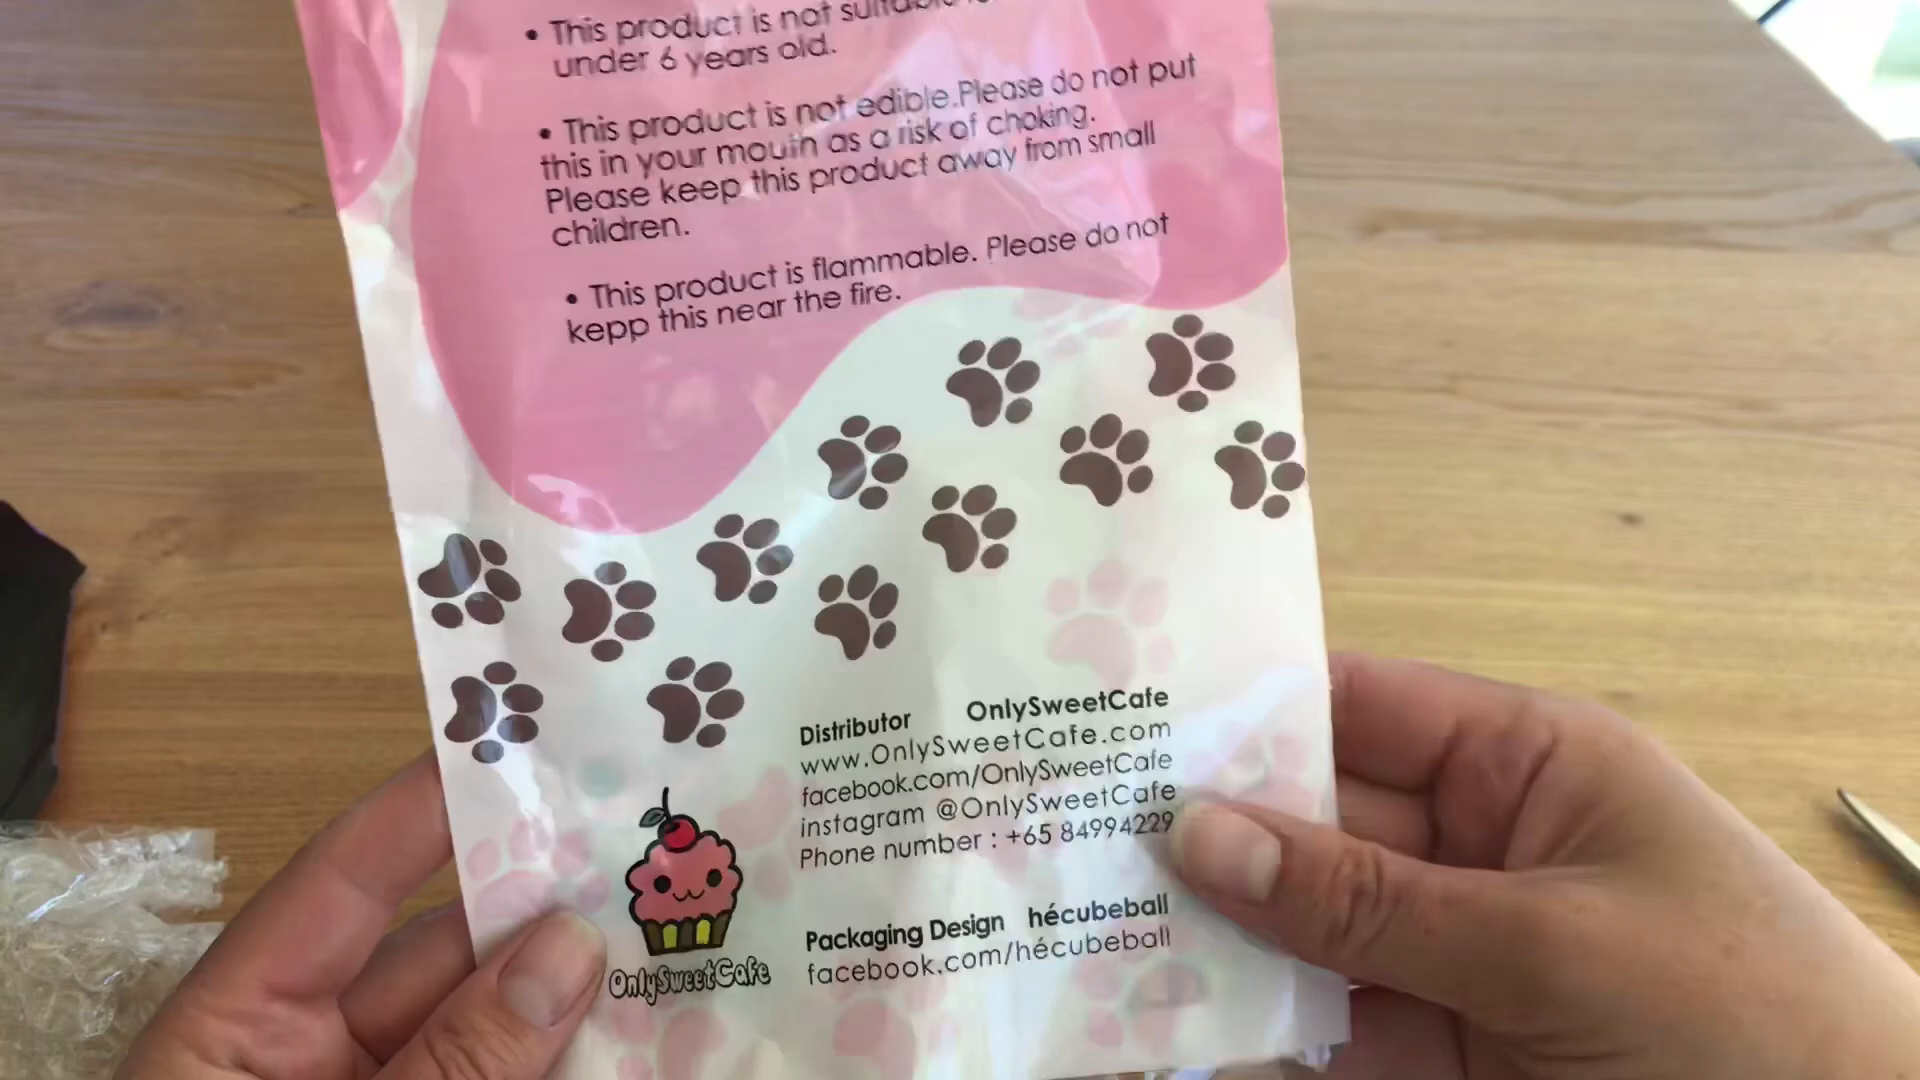 • This product is not suitable
under 6 years old.
• This product is not edible.Please do not put
this in your mouth as a risk of choking.
Please keep this product away from small
children.
• This product is flammable. Please do not
kepp this near the fire.
Distributor OnlySweetCafe
www.OnlySweetCafe.com
facebook.com/OnlySweetCafe
instagram @OnlySweetCafe
Phone number : +65 84994229
OnlySweetCafe
Packaging Design hécubeball
facebook.com/hécubeball